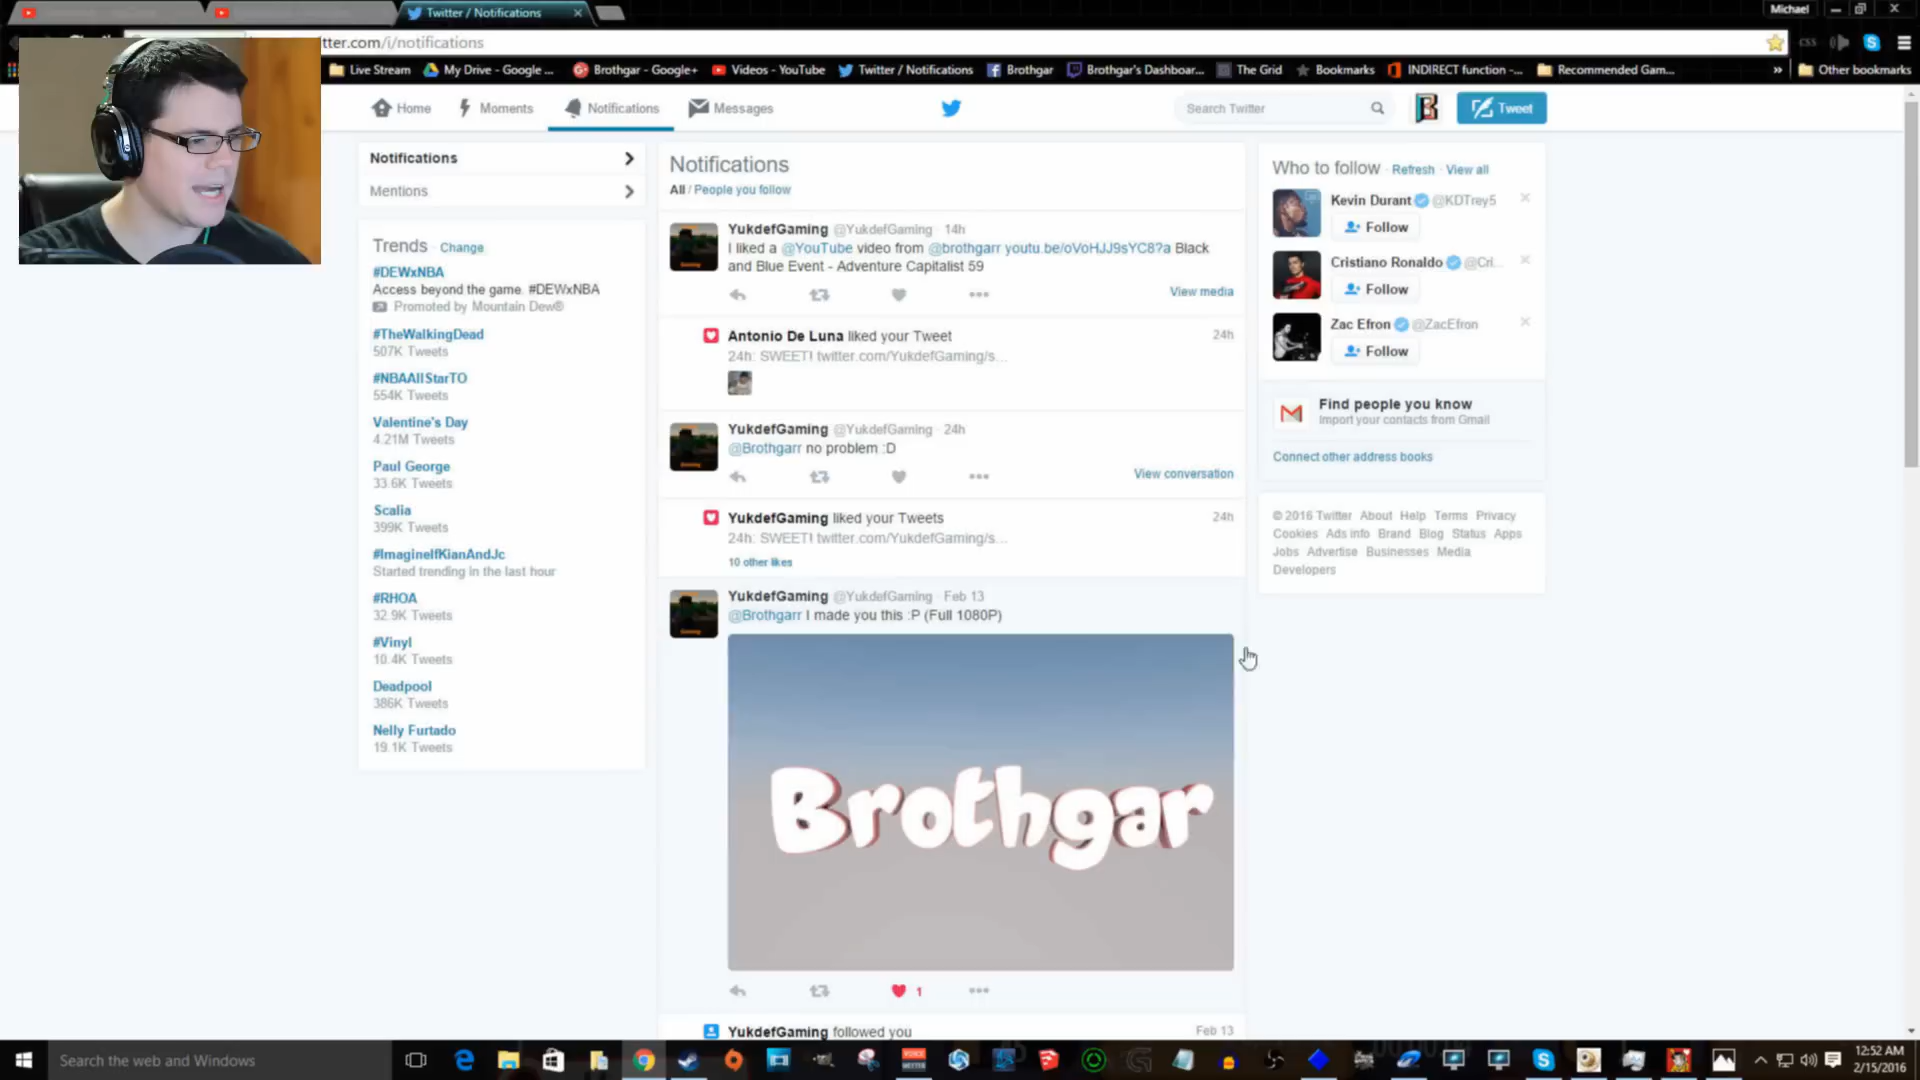 Twitter / Notifications
Michael
tter.com/i/notifications
CSS
Live Stream
My Drive - Google ...
Brothgar - Google+
Videos - YouTube
Twitter / Notifications
Brothgar
Brothgar's Dashboar...
The Grid
Bookmarks
INDIRECT function -...
Recommended Gam...
»
Other bookmarks
Home
Moments
Notifications
Messages
Search Twitter
Tweet
Notifications
Mentions
Trends · Change
#DEWxNBA
Access beyond the game. #DEWxNBA
Promoted by Mountain Dew®
#TheWalkingDead
507K Tweets
#NBAAllStarTO
554K Tweets
Valentine's Day
4.21M Tweets
Paul George
33.6K Tweets
Scalia
399K Tweets
#ImagineIfKianAndJc
Started trending in the last hour
#RHOA
32.9K Tweets
#Vinyl
10.4K Tweets
Deadpool
386K Tweets
Nelly Furtado
19.1K Tweets
Notifications
All / People you follow
YukdefGaming @YukdefGaming · 14h
I liked a @YouTube video from @brothgarr youtu.be/oVoHJJ9sYC8?a Black
and Blue Event - Adventure Capitalist 59
View media
Antonio De Luna liked your Tweet
24h
24h: SWEET! twitter.com/YukdefGaming/s...
YukdefGaming @YukdefGaming · 24h
@Brothgarr no problem :D
View conversation
YukdefGaming liked your Tweets
24h
24h: SWEET! twitter.com/YukdefGaming/s...
10 other likes
YukdefGaming @YukdefGaming · Feb 13
@Brothgarr I made you this :P (Full 1080P)
Brothgar
1
YukdefGaming followed you
Feb 13
Who to follow · Refresh · View all
Kevin Durant @KDTrey5
Follow
Cristiano Ronaldo @Cri...
Follow
Zac Efron @ZacEfron
Follow
Find people you know
Import your contacts from Gmail
Connect other address books
© 2016 Twitter About Help Terms Privacy
Cookies Ads info Brand Blog Status Apps
Jobs Advertise Businesses Media
Developers
Search the web and Windows
12:52 AM
2/15/2016